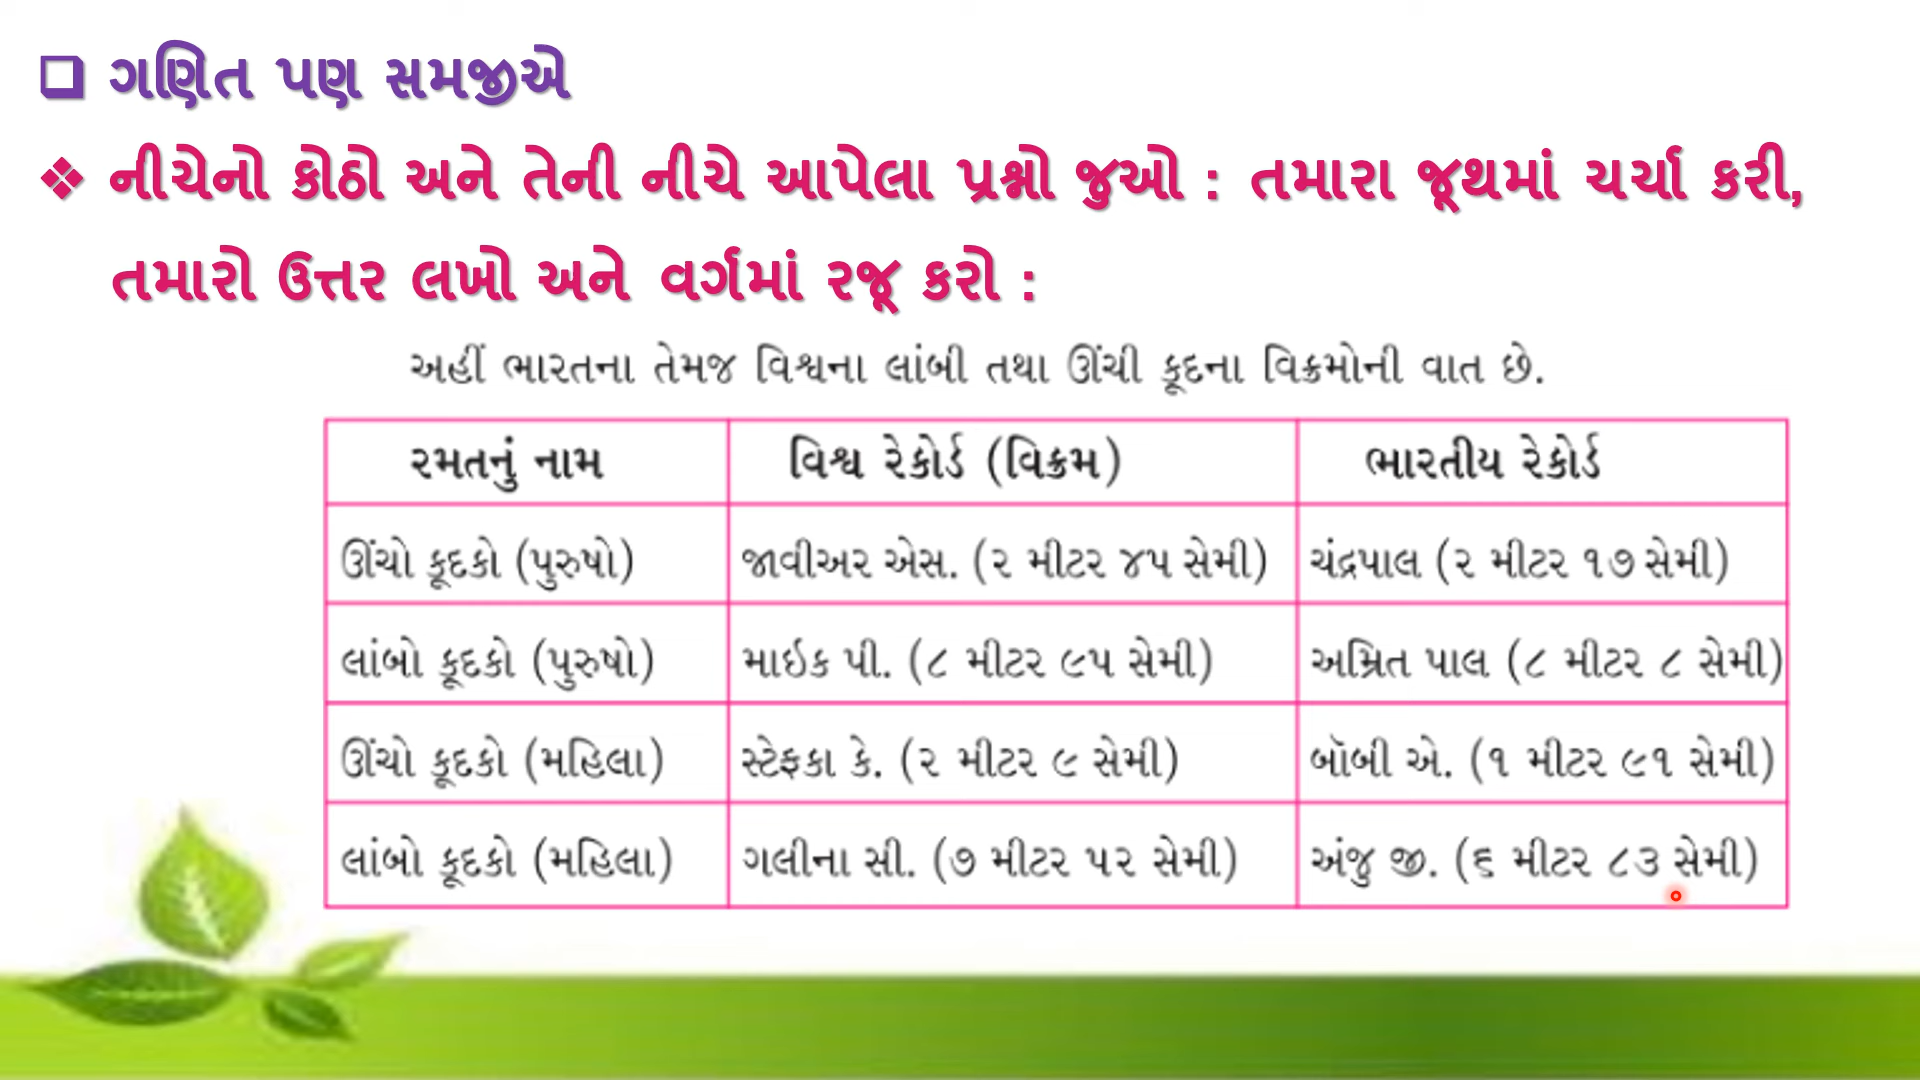 ગણિત પણ સમજીએ
નીચેનો કોઠો અને તેની નીચે આપેલા પ્રશ્નો જુઓ : તમારા જૂથમાં ચર્ચા કરી,
તમારો ઉત્તર લખો અને વર્ગમાં રજૂ કરો :
અહીં ભારતના તેમજ વિશ્વના લાંબી તથા ઊંચી કૂદના વિક્રમોની વાત છે.
રમતનું નામ વિશ્વ રેકોર્ડ (વિક્રમ) ભારતીય રેકોર્ડ
ઊંચો કૂદકો (પુરુષો) જાવીઅર એસ. (૨ મીટર ૪૫ સેમી) ચંદ્રપાલ (૨ મીટર ૧૭ સેમી)
લાંબો કૂદકો (પુરુષો) માઇક પી. (૮ મીટર ૯૫ સેમી) અમ્રિત પાલ (૮ મીટર ૮ સેમી)
ઊંચો કૂદકો (મહિલા) સ્ટેફકા કે. (૨ મીટર ૯ સેમી) બૉબી એ. (૧ મીટર ૯૧ સેમી)
લાંબો કૂદકો (મહિલા) ગલીના સી. (૭ મીટર ૫૨ સેમી) અંજુ જી. (૬ મીટર ૮૩ સેમી)